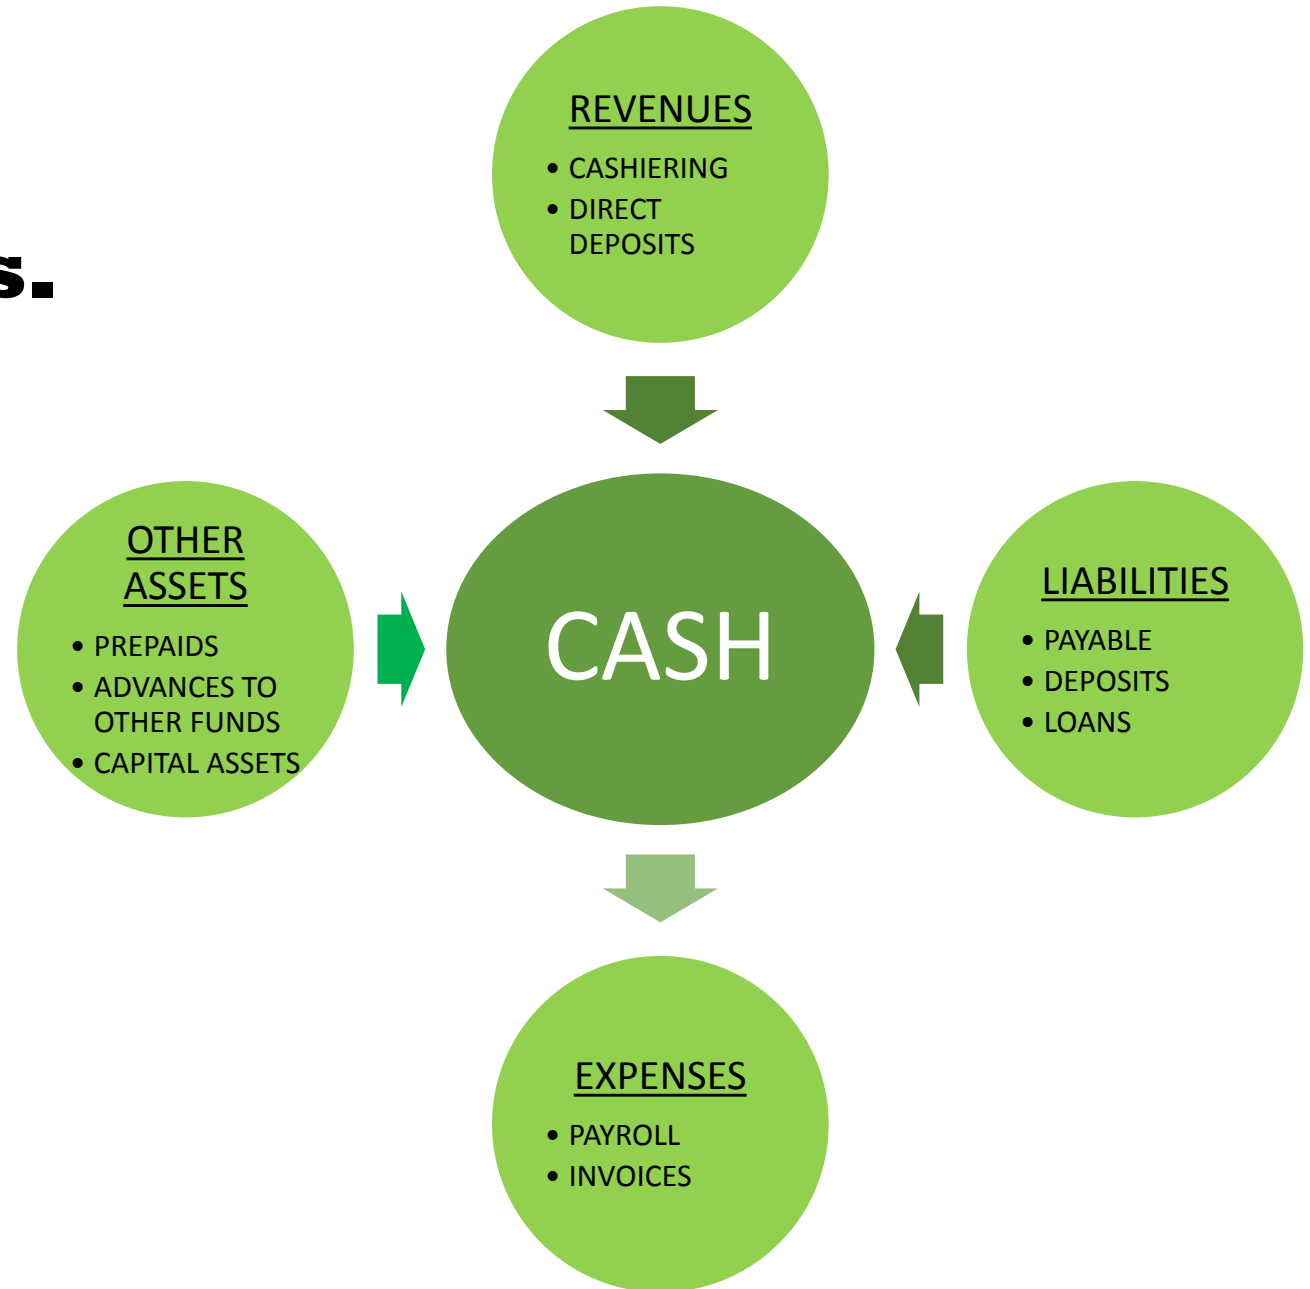 REVENUES
• CASHIERING
• DIRECT
DEPOSITS
s.
OTHER
ASSETS
• PREPAIDS
• ADVANCES TO
OTHER FUNDS
• CAPITAL ASSETS
CASH
LIABILITIES
• PAYABLE
• DEPOSITS
• LOANS
EXPENSES
• PAYROLL
• INVOICES